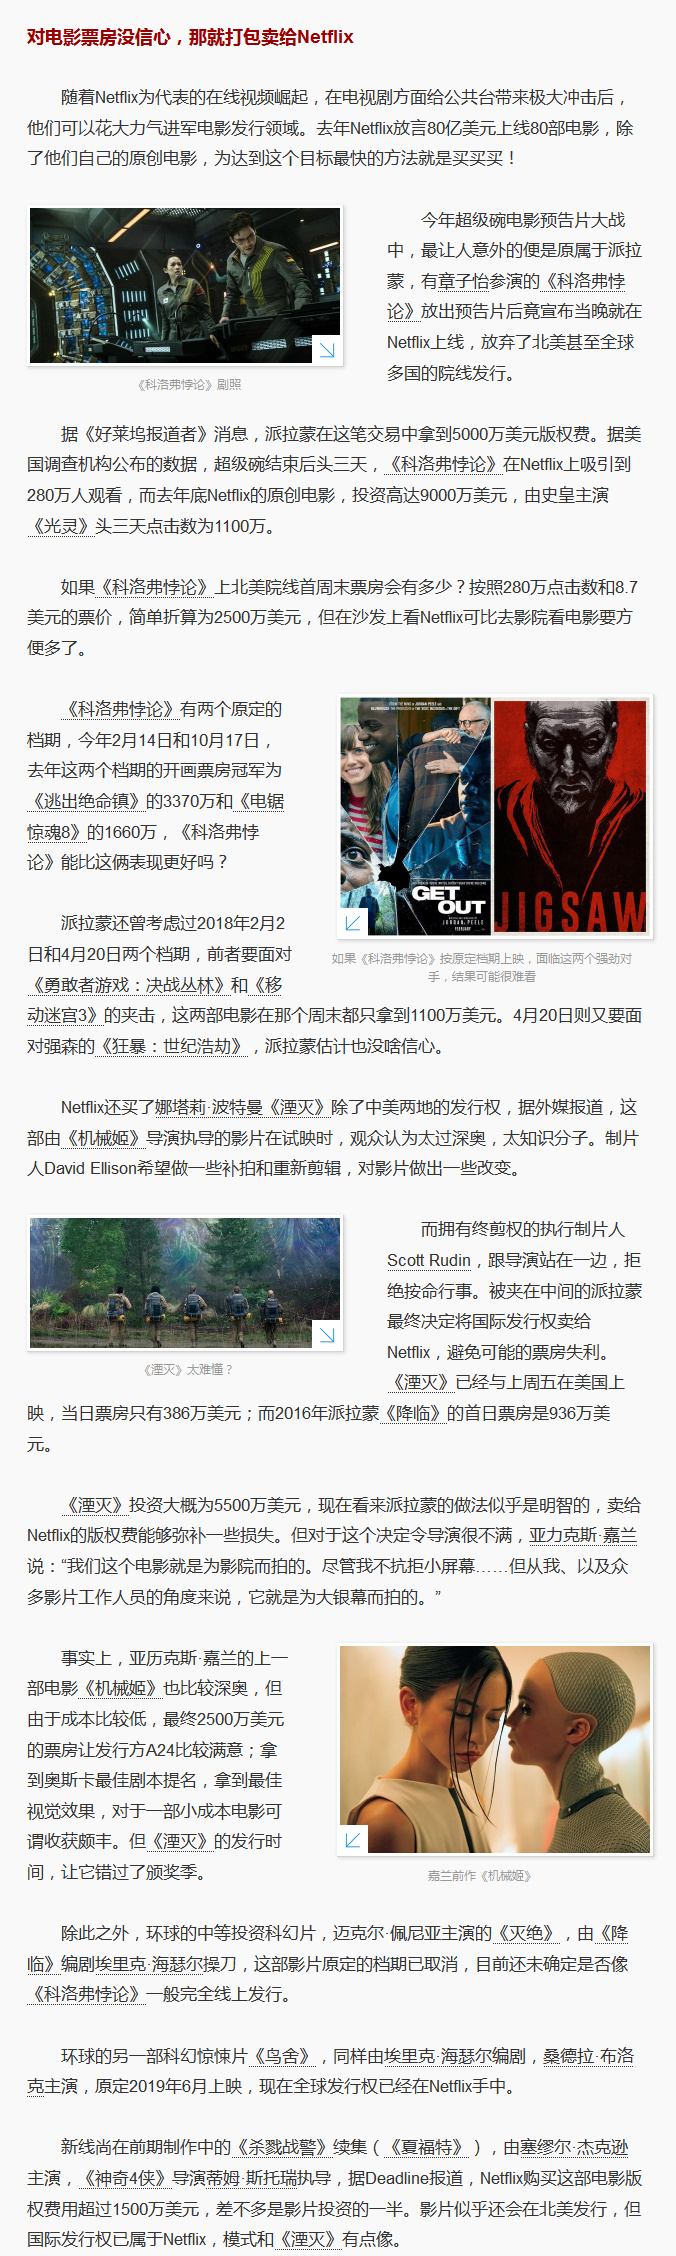 对电影票房没信心，那就打包卖给Netflix
随着Netflix为代表的在线视频崛起，在电视剧方面给公共台带来极大冲击后，
他们可以花大力气进军电影发行领域。去年Netflix放言80亿美元上线80部电影，除
了他们自己的原创电影，为达到这个目标最快的方法就是买买买！
今年超级碗电影预告片大战
中，最让人意外的便是原属于派拉
蒙，有章子怡参演的《科洛弗悖
论》放出预告片后竟宣布当晚就在
Netflix上线，放弃了北美甚至全球
多国的院线发行。
《科洛弗悖论》剧照
据《好莱坞报道者》消息，派拉蒙在这笔交易中拿到5000万美元版权费。据美
国调查机构公布的数据，超级碗结束后头三天，《科洛弗悖论》在Netflix上吸引到
280万人观看，而去年底Netflix的原创电影，投资高达9000万美元，由史皇主演
《光灵》头三天点击数为1100万。
如果《科洛弗悖论》上北美院线首周末票房会有多少？按照280万点击数和8.7
美元的票价，简单折算为2500万美元，但在沙发上看Netflix可比去影院看电影要方
便多了。
《科洛弗悖论》有两个原定的
档期，今年2月14日和10月17日，
去年这两个档期的开画票房冠军为
《逃出绝命镇》的3370万和《电锯
惊魂8》的1660万，《科洛弗悖
论》能比这俩表现更好吗？
GET
OUT
JORDAN PEELE
FEBRUARY
JIGSAW
如果《科洛弗悖论》按原定档期上映，面临这两个强劲对
手，结果可能很难看
派拉蒙还曾考虑过2018年2月2
日和4月20日两个档期，前者要面对
《勇敢者游戏：决战丛林》和《移
动迷宫3》的夹击，这两部电影在那个周末都只拿到1100万美元。4月20日则又要面
对强森的《狂暴：世纪浩劫》，派拉蒙估计也没啥信心。
Netflix还买了娜塔莉·波特曼《湮灭》除了中美两地的发行权，据外媒报道，这
部由《机械姬》导演执导的影片在试映时，观众认为太过深奥，太知识分子。制片
人David Ellison希望做一些补拍和重新剪辑，对影片做出一些改变。
而拥有终剪权的执行制片人
Scott Rudin，跟导演站在一边，拒
绝按命行事。被夹在中间的派拉蒙
最终决定将国际发行权卖给
Netflix，避免可能的票房失利。
《湮灭》太难懂？
《湮灭》已经与上周五在美国上
映，当日票房只有386万美元；而2016年派拉蒙《降临》的首日票房是936万美
元。
《湮灭》投资大概为5500万美元，现在看来派拉蒙的做法似乎是明智的，卖给
Netflix的版权费能够弥补一些损失。但对于这个决定令导演很不满，亚力克斯·嘉兰
说：“我们这个电影就是为影院而拍的。尽管我不抗拒小屏幕……但从我、以及众
多影片工作人员的角度来说，它就是为大银幕而拍的。”
事实上，亚历克斯·嘉兰的上一
部电影《机械姬》也比较深奥，但
由于成本比较低，最终2500万美元
的票房让发行方A24比较满意；拿
到奥斯卡最佳剧本提名，拿到最佳
视觉效果，对于一部小成本电影可
谓收获颇丰。但《湮灭》的发行时
间，让它错过了颁奖季。
嘉兰前作《机械姬》
除此之外，环球的中等投资科幻片，迈克尔·佩尼亚主演的《灭绝》，由《降
临》编剧埃里克·海瑟尔操刀，这部影片原定的档期已取消，目前还未确定是否像
《科洛弗悖论》一般完全线上发行。
环球的另一部科幻惊悚片《鸟舍》，同样由埃里克·海瑟尔编剧，桑德拉·布洛
克主演，原定2019年6月上映，现在全球发行权已经在Netflix手中。
新线尚在前期制作中的《杀戮战警》续集（《夏福特》），由塞缪尔·杰克逊
主演，《神奇4侠》导演蒂姆·斯托瑞执导，据Deadline报道，Netflix购买这部电影版
权费用超过1500万美元，差不多是影片投资的一半。影片似乎还会在北美发行，但
国际发行权已属于Netflix，模式和《湮灭》有点像。